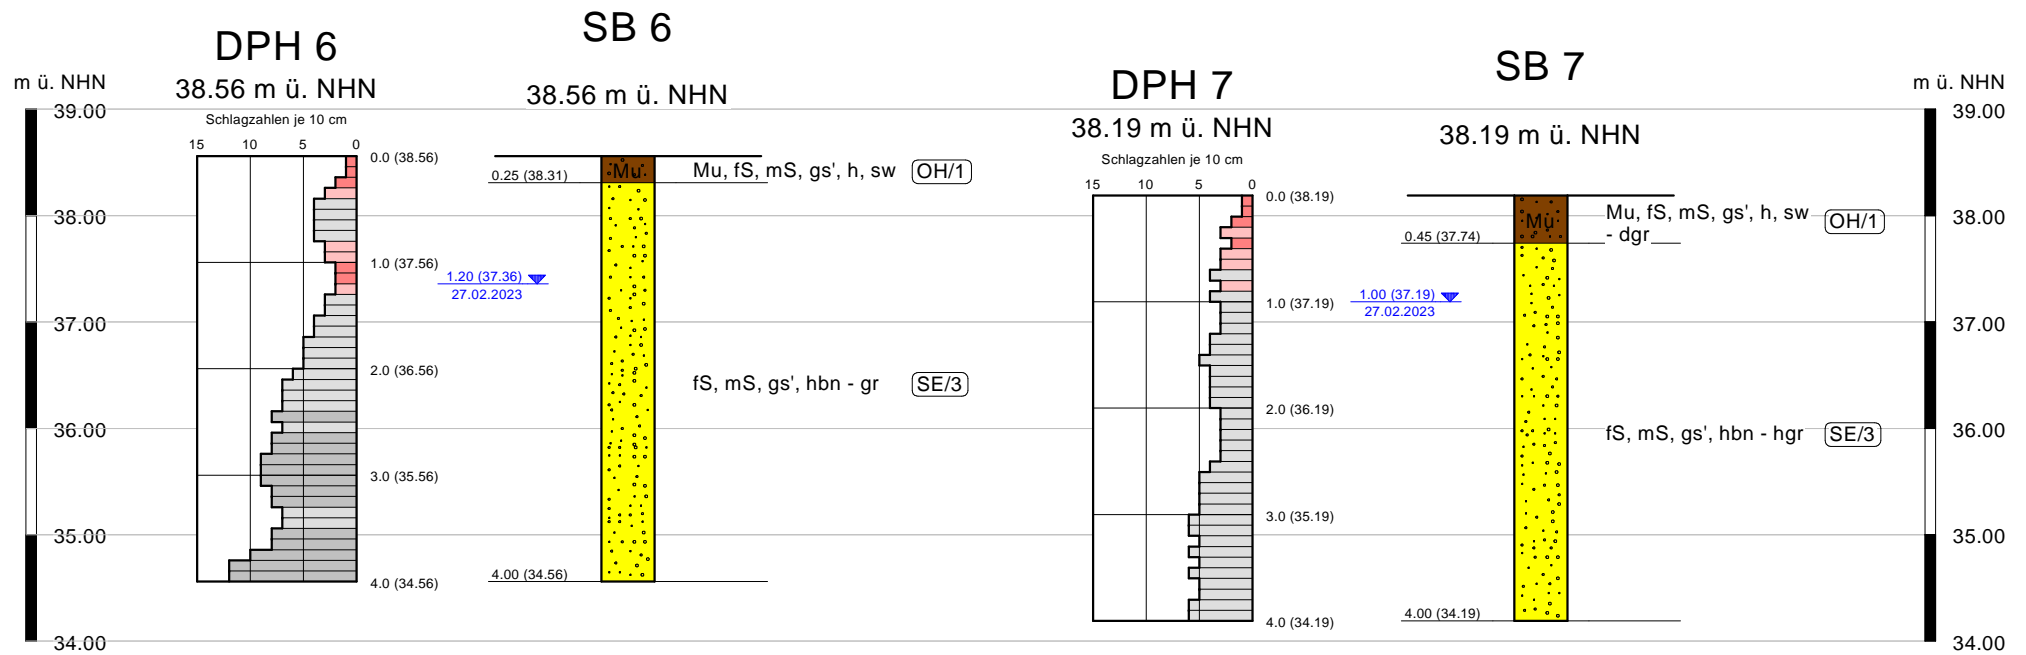 m ü. NHN
39.00
38.00
37.00
36.00
35.00
34.00
DPH 6
38.56 m ü. NHN
Schlagzahlen je 10 cm
15 10 5 0
0.0 (38.56)
1.0 (37.56)
2.0 (36.56)
3.0 (35.56)
4.0 (34.56)
SB 6
38.56 m ü. NHN
0.25 (38.31)
Mu
Mu, fS, mS, gs', h, sw OH/1
1.20 (37.36)
27.02.2023
fS, mS, gs', hbn - gr SE/3
4.00 (34.56)
DPH 7
38.19 m ü. NHN
Schlagzahlen je 10 cm
15 10 5 0
0.0 (38.19)
1.0 (37.19)
2.0 (36.19)
3.0 (35.19)
4.0 (34.19)
SB 7
38.19 m ü. NHN
Mu
Mu, fS, mS, gs', h, sw OH/1
- dgr
0.45 (37.74)
1.00 (37.19)
27.02.2023
fS, mS, gs', hbn - hgr SE/3
4.00 (34.19)
m ü. NHN
39.00
38.00
37.00
36.00
35.00
34.00